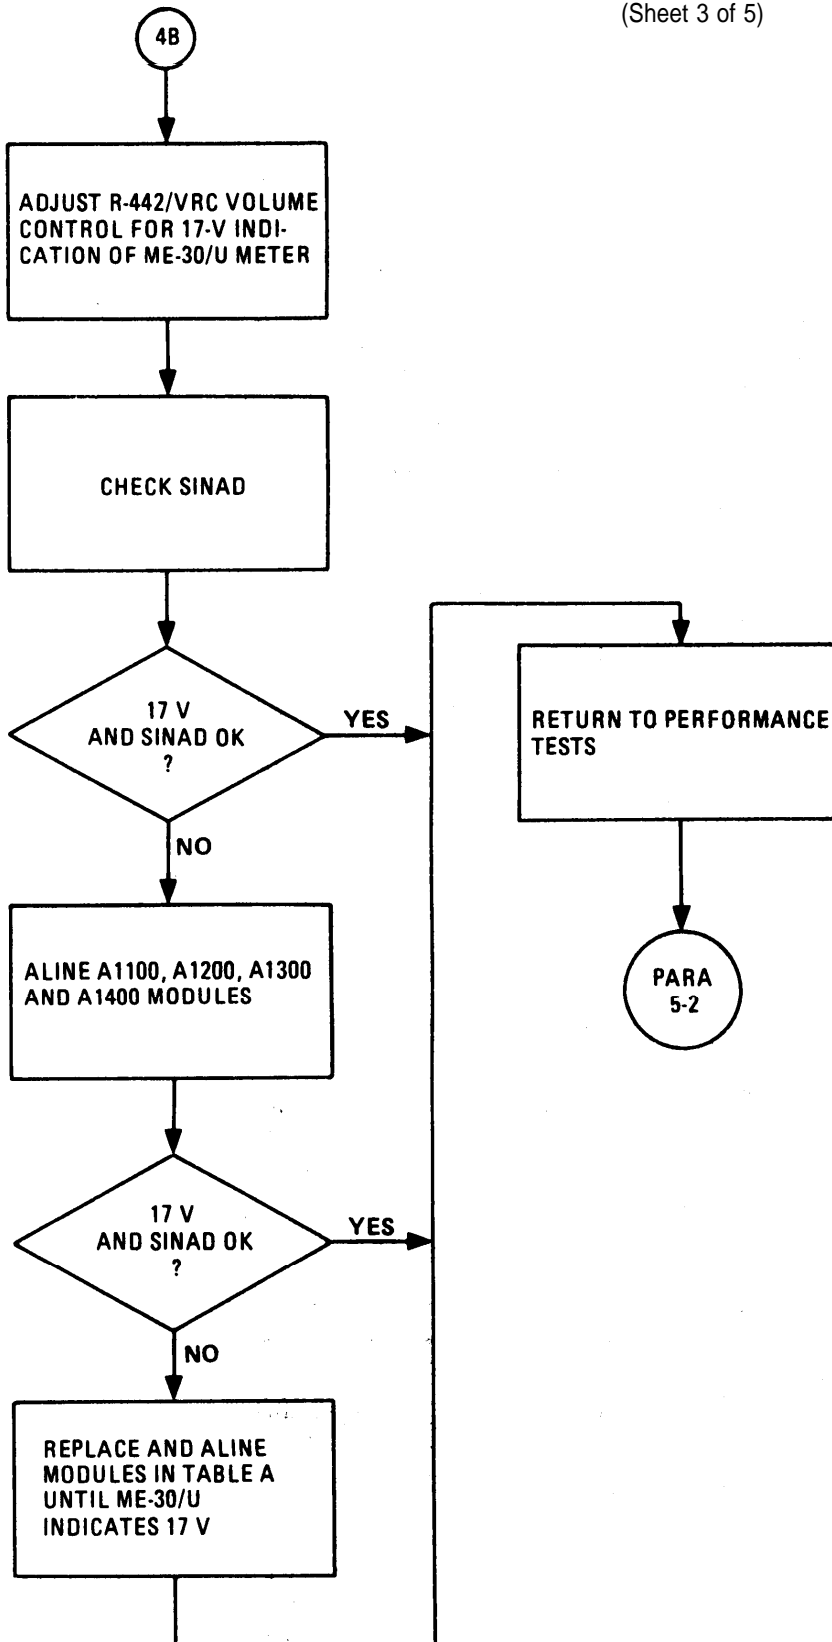 (Sheet 3 of 5)
4B
ADJUST R-442/VRC VOLUME
CONTROL FOR 17-V INDI-
CATION OF ME-30/U METER
CHECK SINAD
17 V
AND SINAD OK
?
YES
NO
RETURN TO PERFORMANCE
TESTS
PARA
5-2
ALINE A1100, A1200, A1300
AND A1400 MODULES
17 V
AND SINAD OK
?
YES
NO
REPLACE AND ALINE
MODULES IN TABLE A
UNTIL ME-30/U
INDICATES 17 V